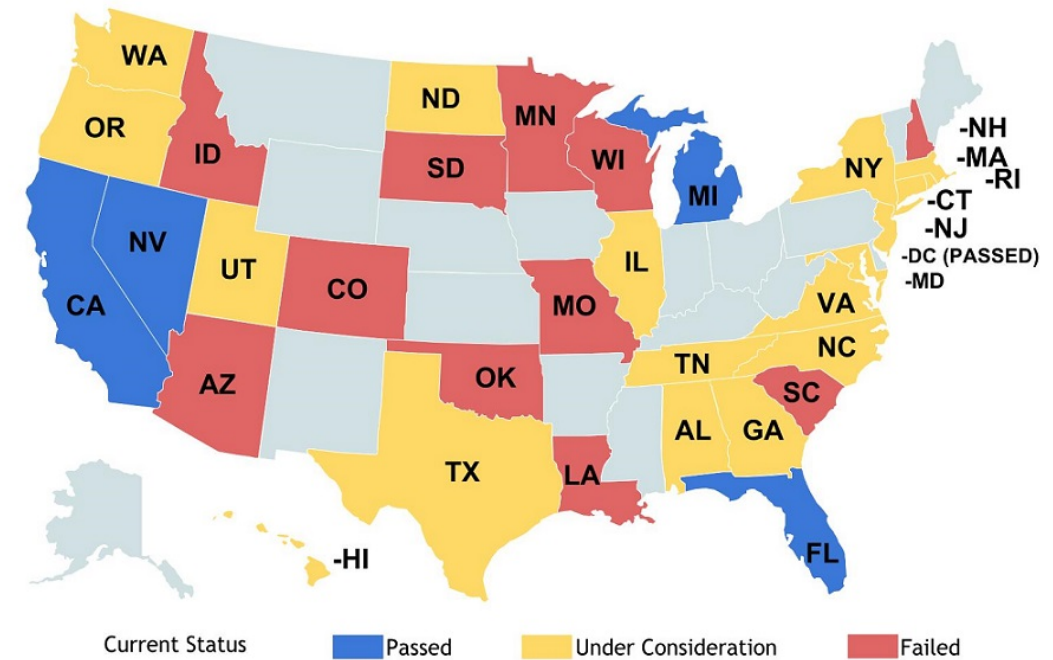 WA
ND
MN
OR
ID
SD
WI
MI
NY
-NH
-MA
-RI
-CT
-NJ
-DC (PASSED)
-MD
NV
UT
CO
CA
IL
MO
VA
NC
TN
AZ
OK
SC
AL
GA
TX
LA
FL
-HI
Current Status Passed Under Consideration Failed